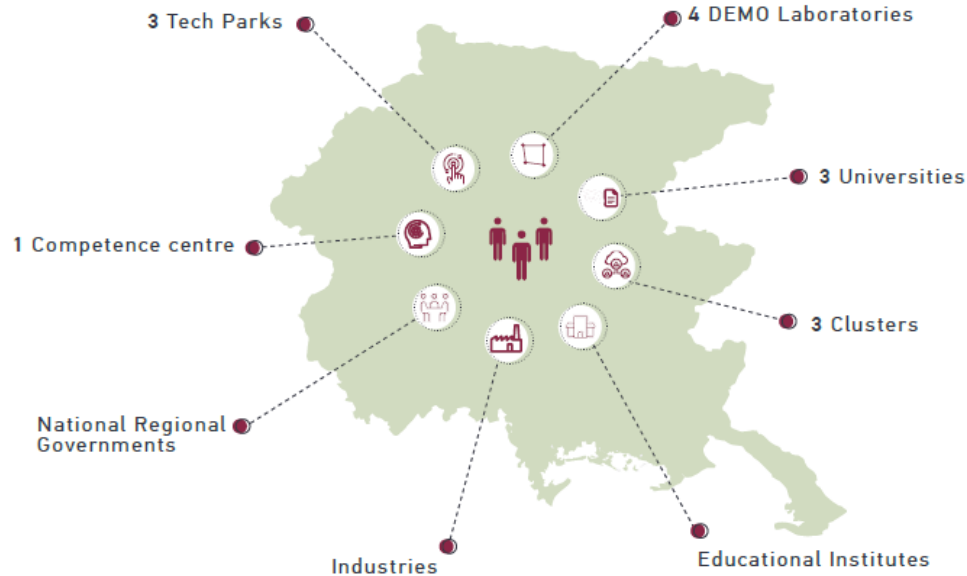 3 Tech Parks
4 DEMO Laboratories
3 Universities
1 Competence centre
3 Clusters
National Regional
Governments
Industries
Educational Institutes